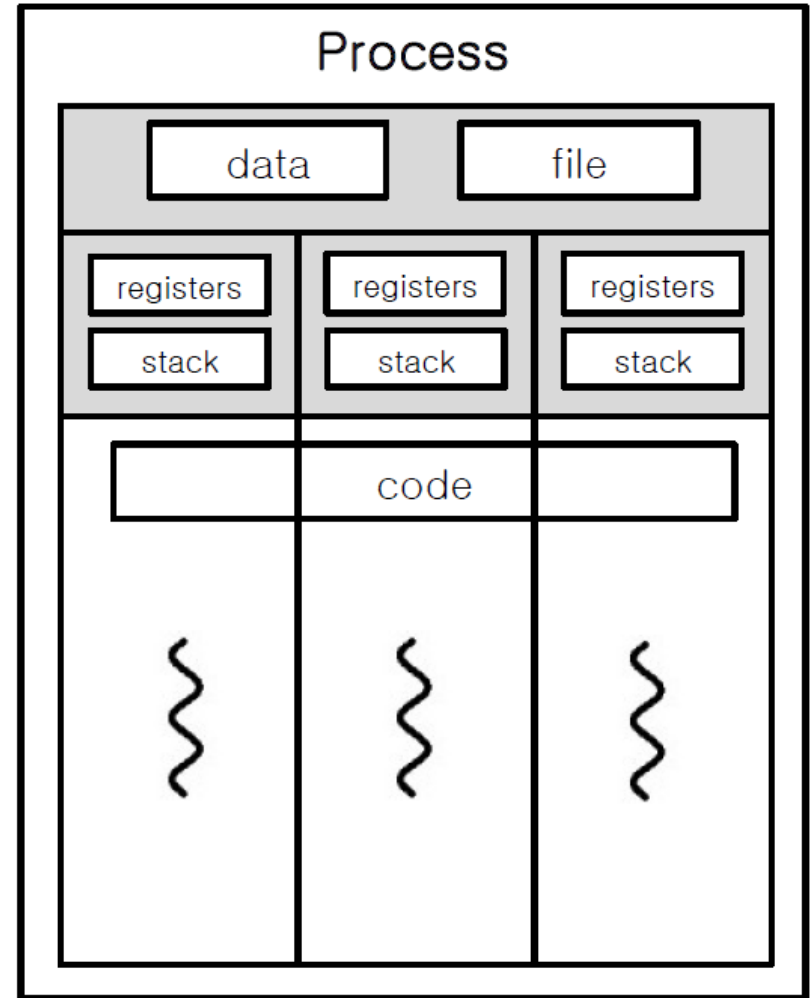 Process
data file
registers registers registers
stack stack stack
code